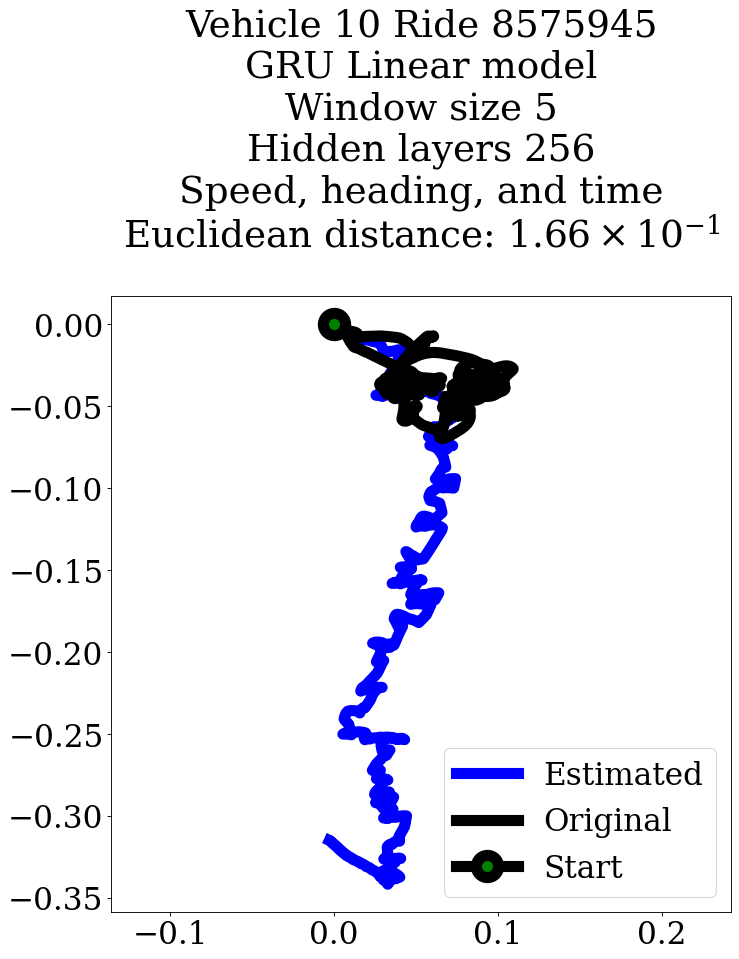 Vehicle 10 Ride 8575945
GRU Linear model
Window size 5
Hidden layers 256
Speed, heading, and time
Euclidean distance: 1.66 × 10⁻¹
0.00
−0.05
−0.10
−0.15
−0.20
−0.25
−0.30
−0.35
Estimated
Original
Start
−0.1
0.0
0.1
0.2